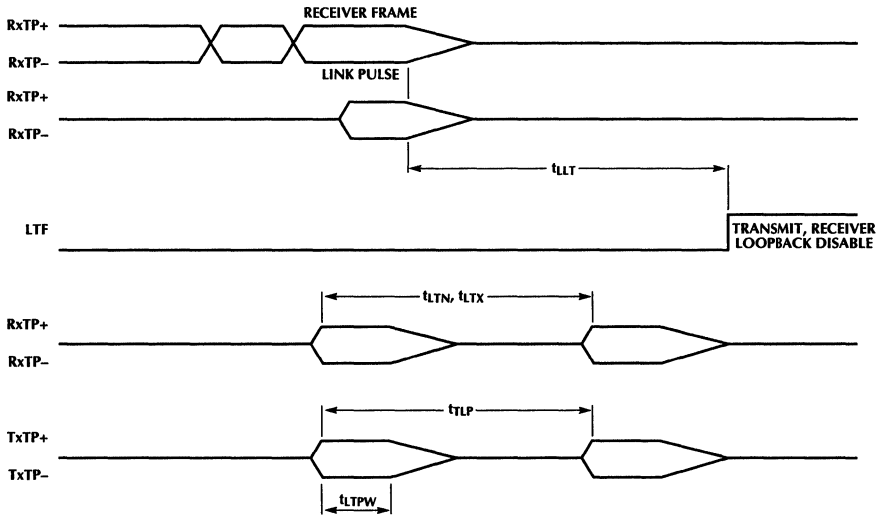 RxTP+
RECEIVER FRAME
RxTP–
LINK PULSE
RxTP+
RxTP–
tLLT
LTF
TRANSMIT, RECEIVER
LOOPBACK DISABLE
tLTN, tLTX
RxTP+
RxTP–
tTLP
TxTP+
TxTP–
tLTPW